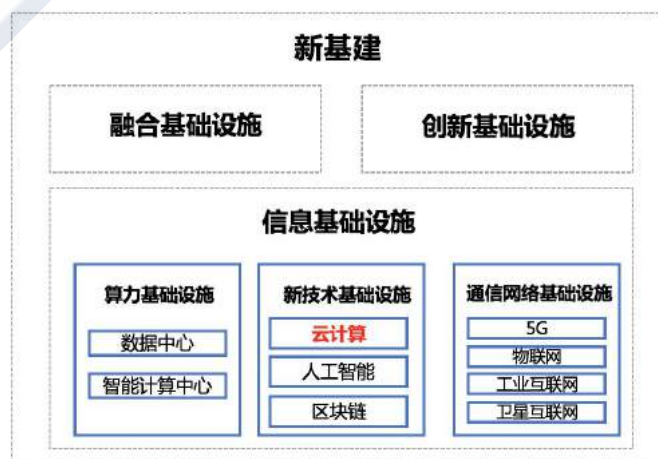 新基建
融合基础设施
创新基础设施
信息基础设施
算力基础设施
数据中心
智能计算中心
新技术基础设施
云计算
人工智能
区块链
通信网络基础设施
5G
物联网
工业互联网
卫星互联网